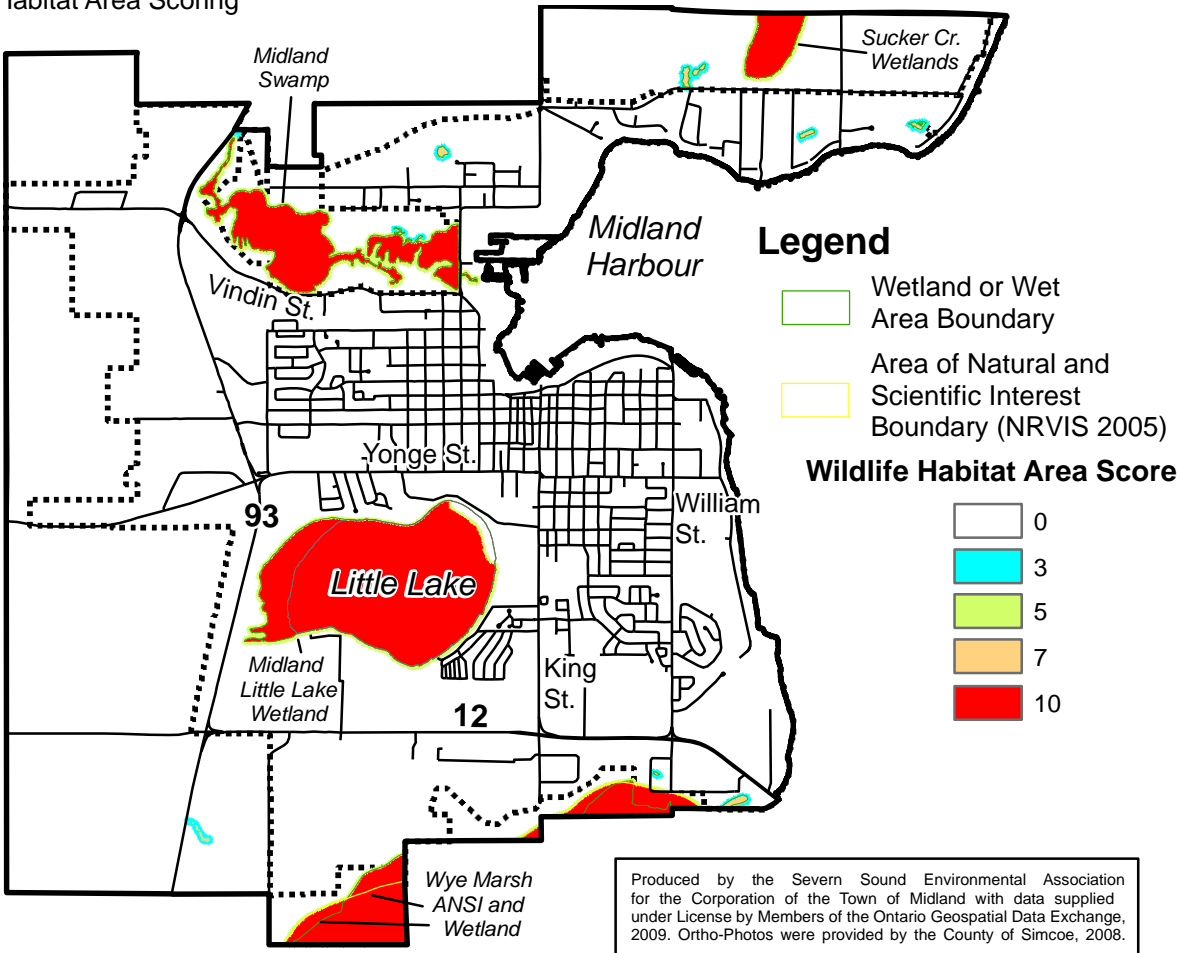 Habitat Area Scoring
Midland
Swamp
Sucker Cr.
Wetlands
Midland
Harbour
Vindin St.
Yonge St.
93
William
St.
Little Lake
Midland
Little Lake
Wetland
King
St.
12
Wye Marsh
ANSI and
Wetland
Legend
Wetland or Wet
Area Boundary
Area of Natural and
Scientific Interest
Boundary (NRVIS 2005)
Wildlife Habitat Area Score
0
3
5
7
10
Produced by the Severn Sound Environmental Association
for the Corporation of the Town of Midland with data supplied
under License by Members of the Ontario Geospatial Data Exchange,
2009. Ortho-Photos were provided by the County of Simcoe, 2008.